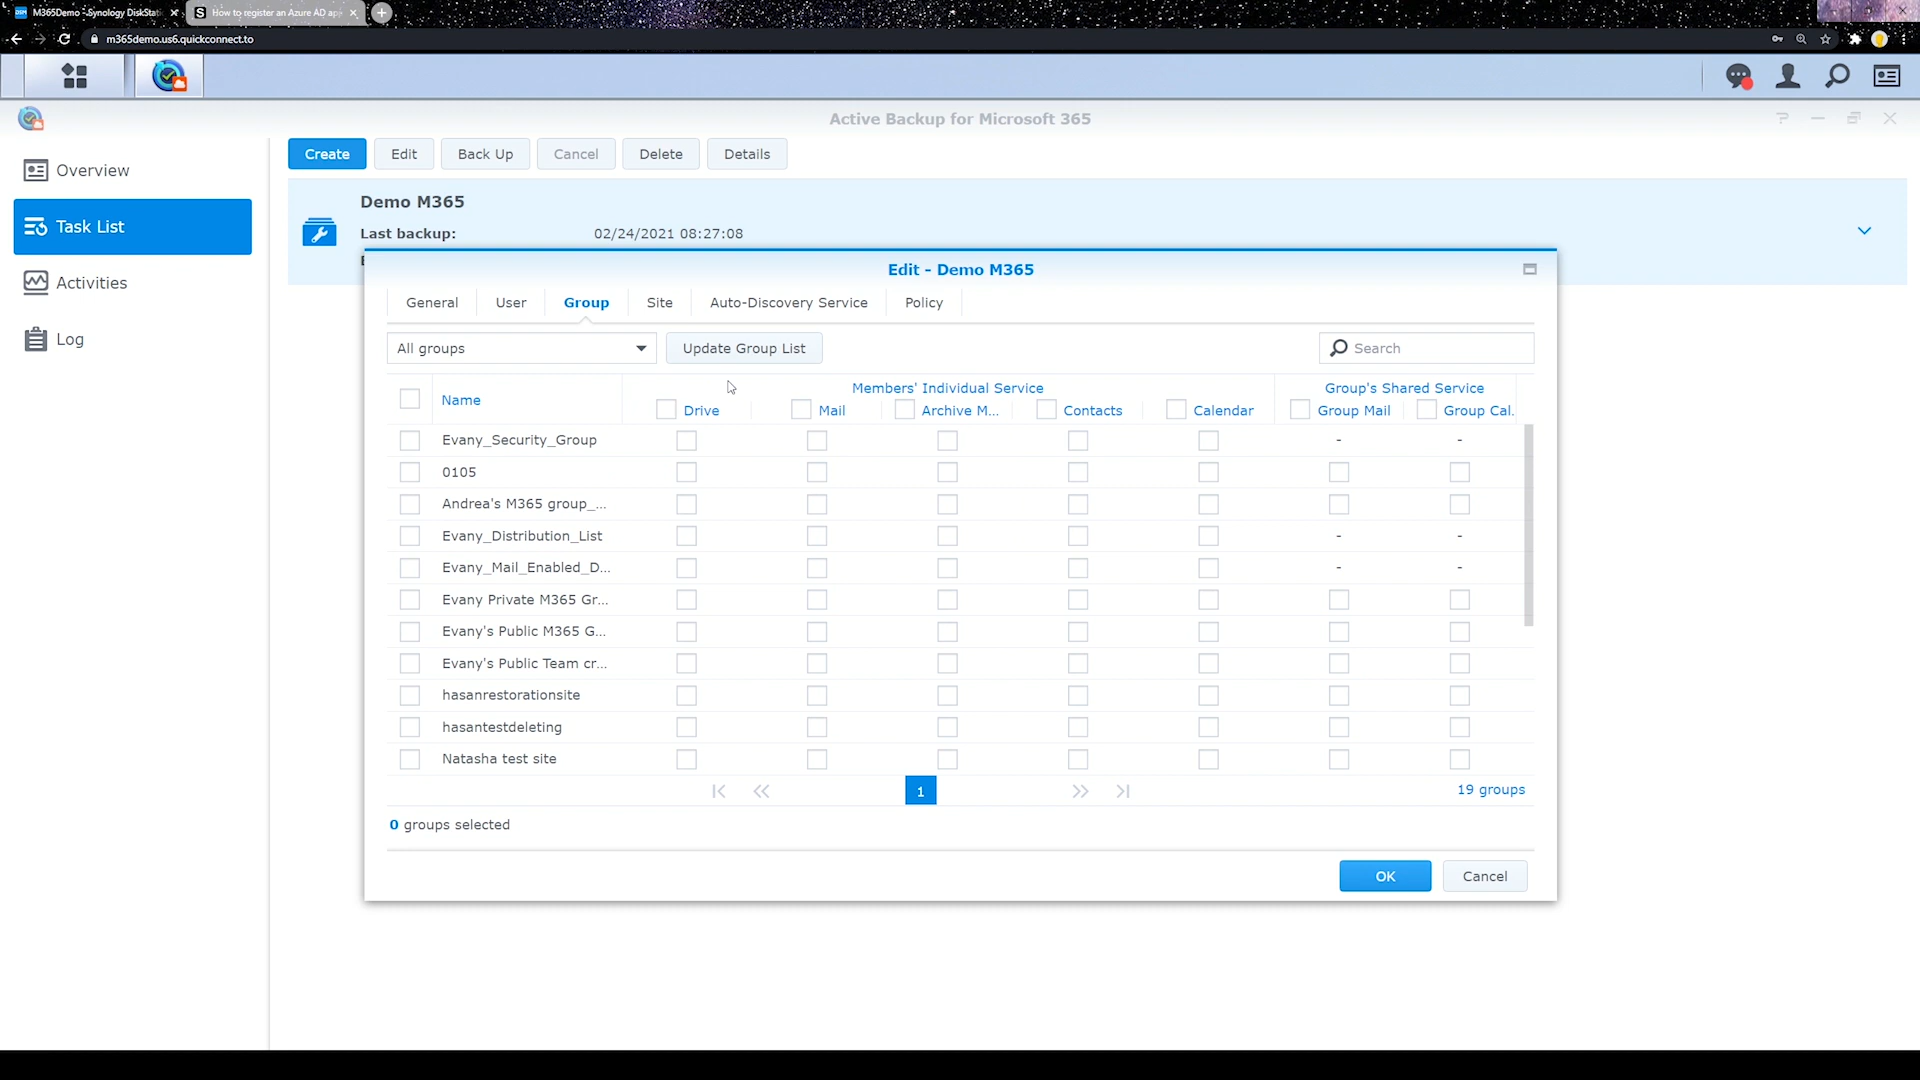 M365Demo - Synology DiskStati
How to register an Azure AD app
m365demo.us6.quickconnect.to
Active Backup for Microsoft 365
Overview
Task List
Activities
Log
Create
Edit
Back Up
Cancel
Delete
Details
Demo M365
Last backup:
02/24/2021 08:27:08
Edit - Demo M365
General
User
Group
Site
Auto-Discovery Service
Policy
All groups
Update Group List
Search
Members' Individual Service
Group's Shared Service
Name
Drive
Mail
Archive M...
Contacts
Calendar
Group Mail
Group Cal.
Evany_Security_Group - -
0105
Andrea's M365 group_...
Evany_Distribution_List - -
Evany_Mail_Enabled_D... - -
Evany Private M365 Gr...
Evany's Public M365 G...
Evany's Public Team cr...
hasanrestorationsite
hasantestdeleting
Natasha test site
1
19 groups
0 groups selected
OK
Cancel